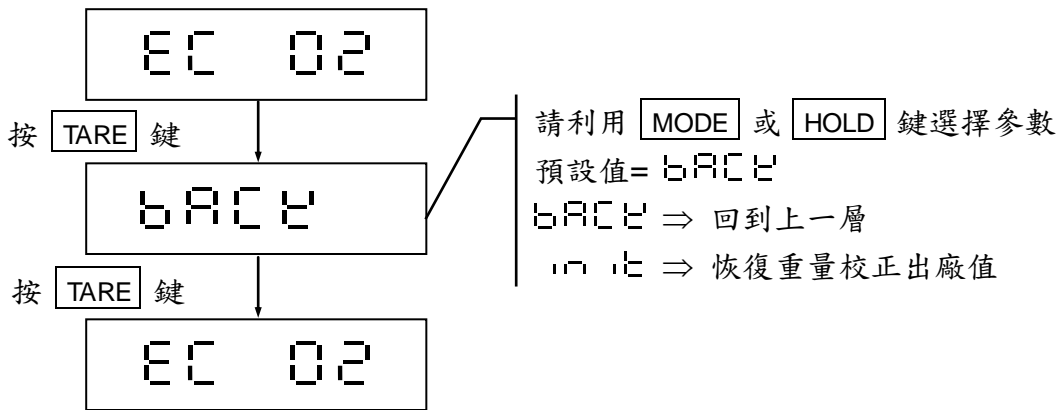 EC 02
按 TARE 鍵
bACK
按 TARE 鍵
EC 02
請利用 MODE 或 HOLD 鍵選擇參數
預設值= bACK
bACK ⇒ 回到上一層
init ⇒ 恢復重量校正出廠值